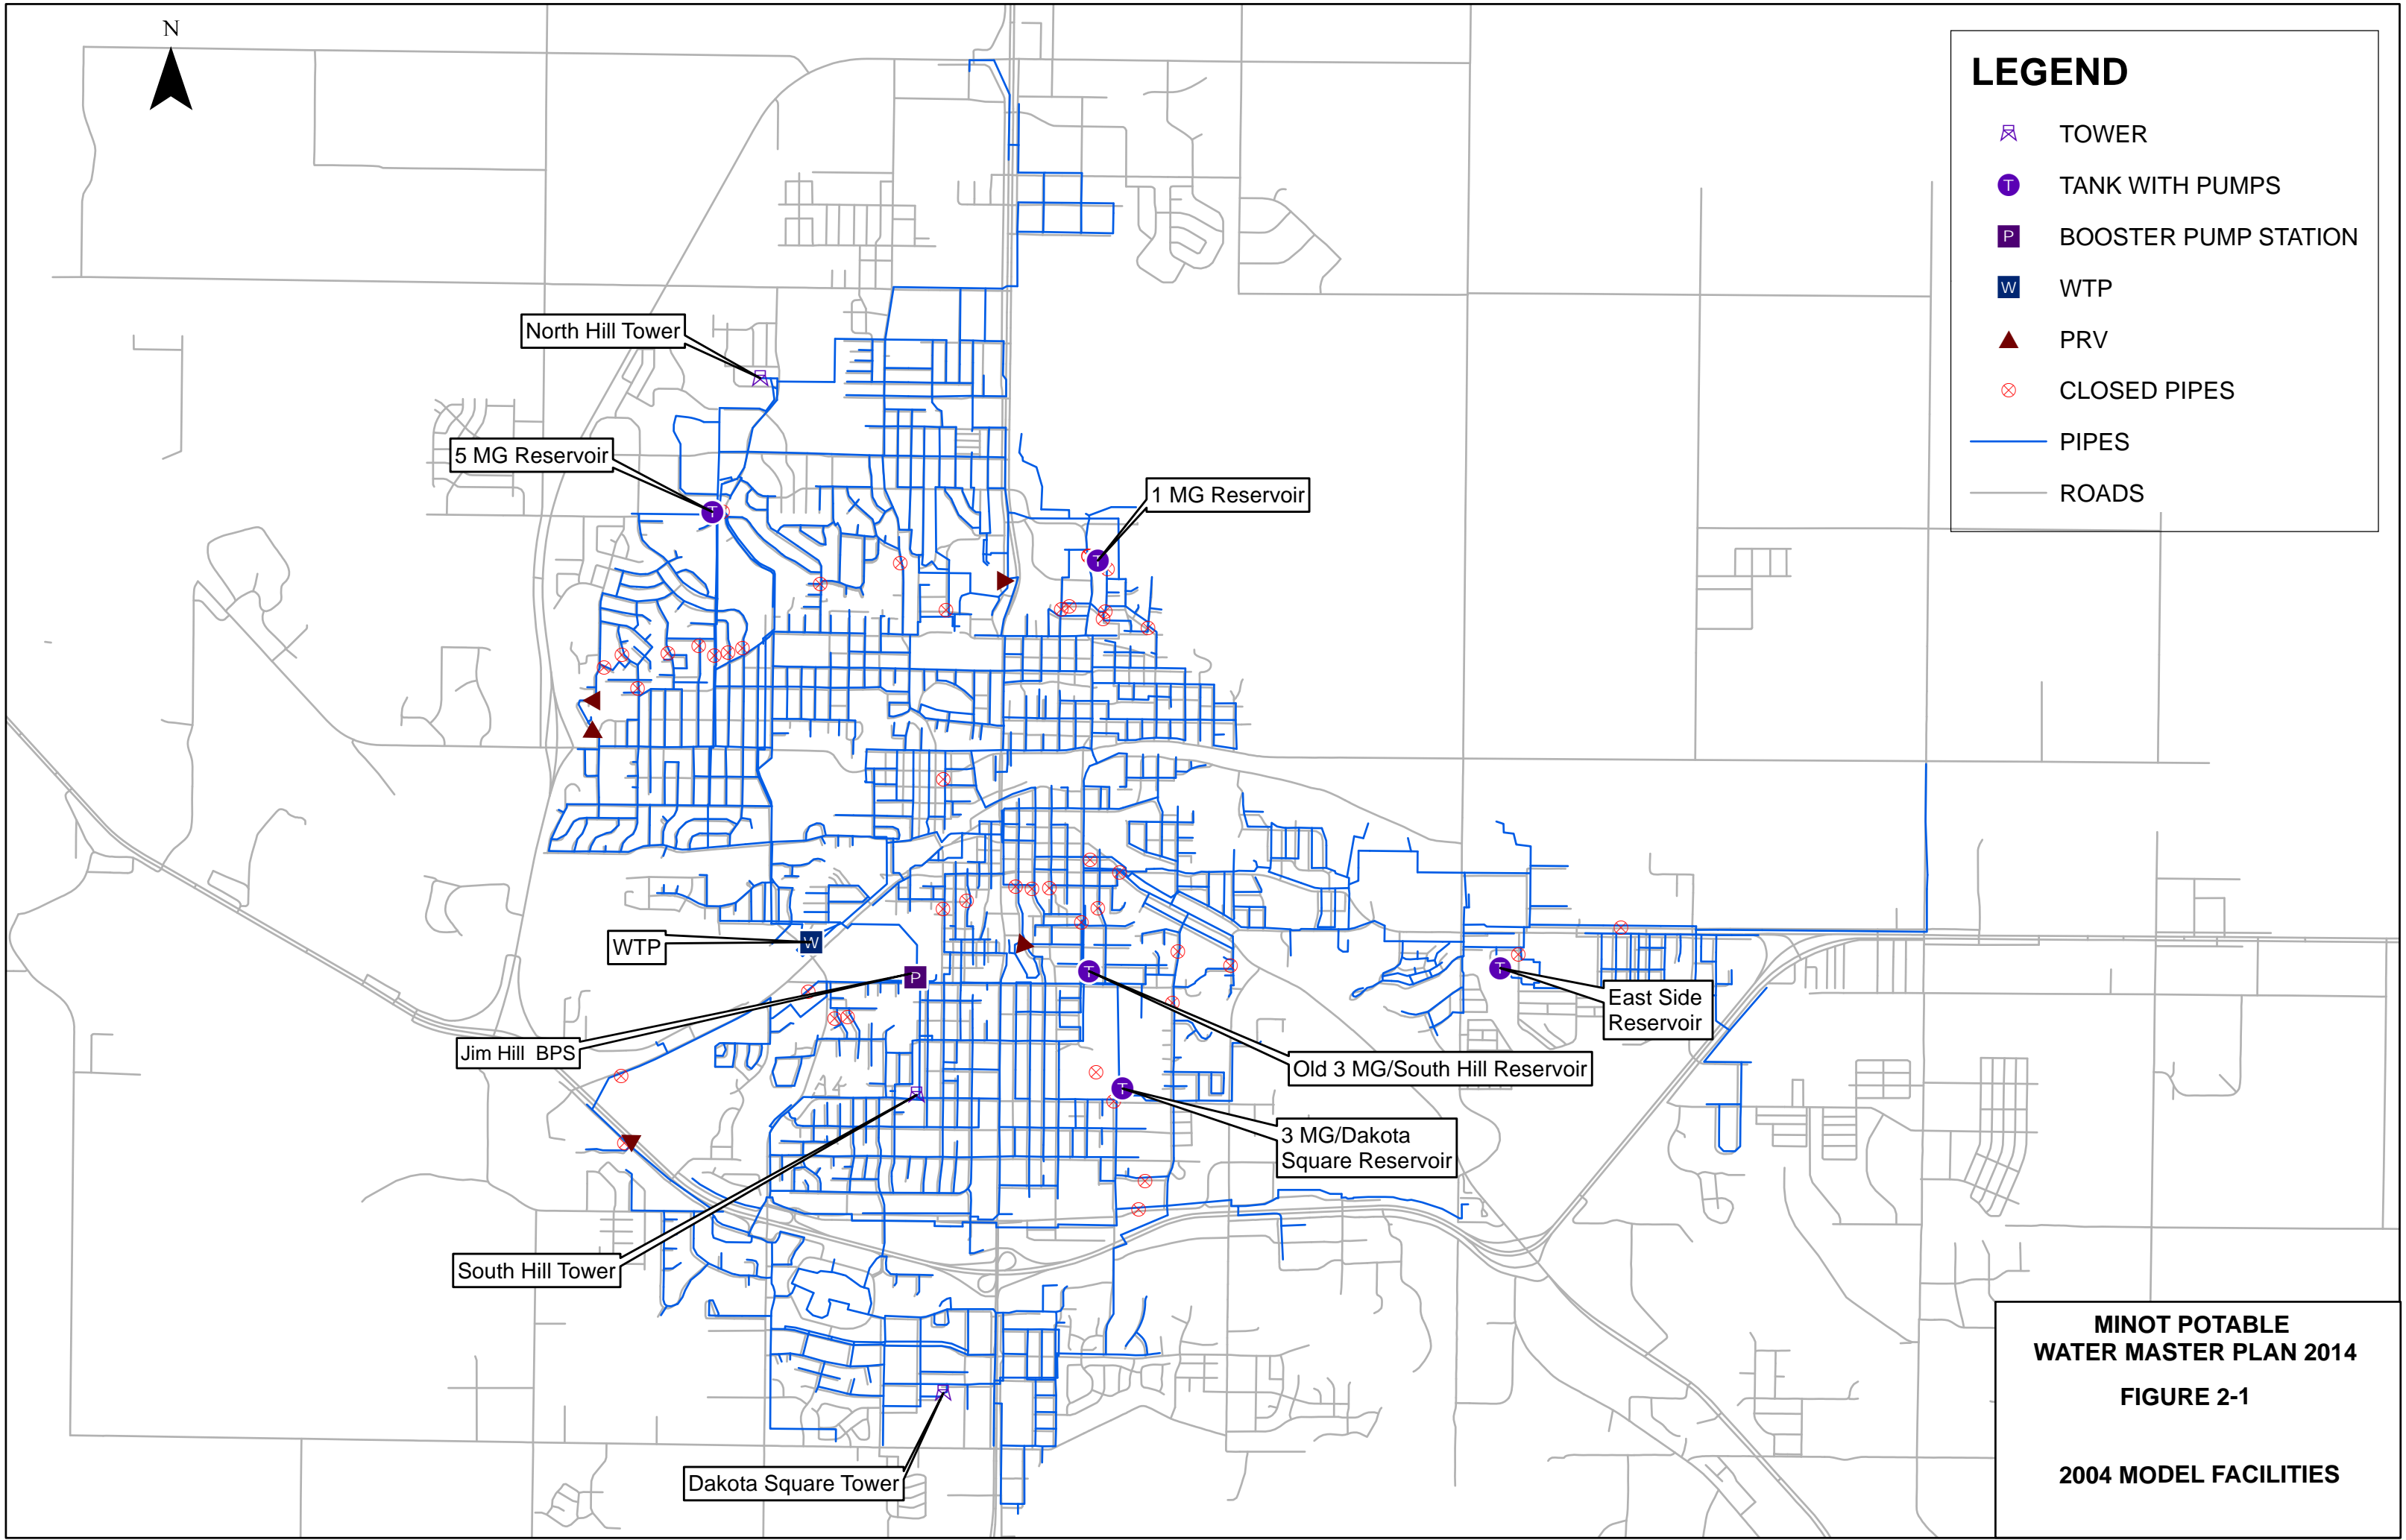 N
LEGEND
TOWER
T TANK WITH PUMPS
P BOOSTER PUMP STATION
W WTP
PRV
CLOSED PIPES
PIPES
ROADS
North Hill Tower
5 MG Reservoir
T
1 MG Reservoir
T
WTP
W
P
T
T
East Side
Reservoir
Jim Hill  BPS
Old 3 MG/South Hill Reservoir
T
3 MG/Dakota
Square Reservoir
South Hill Tower
Dakota Square Tower
MINOT POTABLE
WATER MASTER PLAN 2014
FIGURE 2-1
2004 MODEL FACILITIES